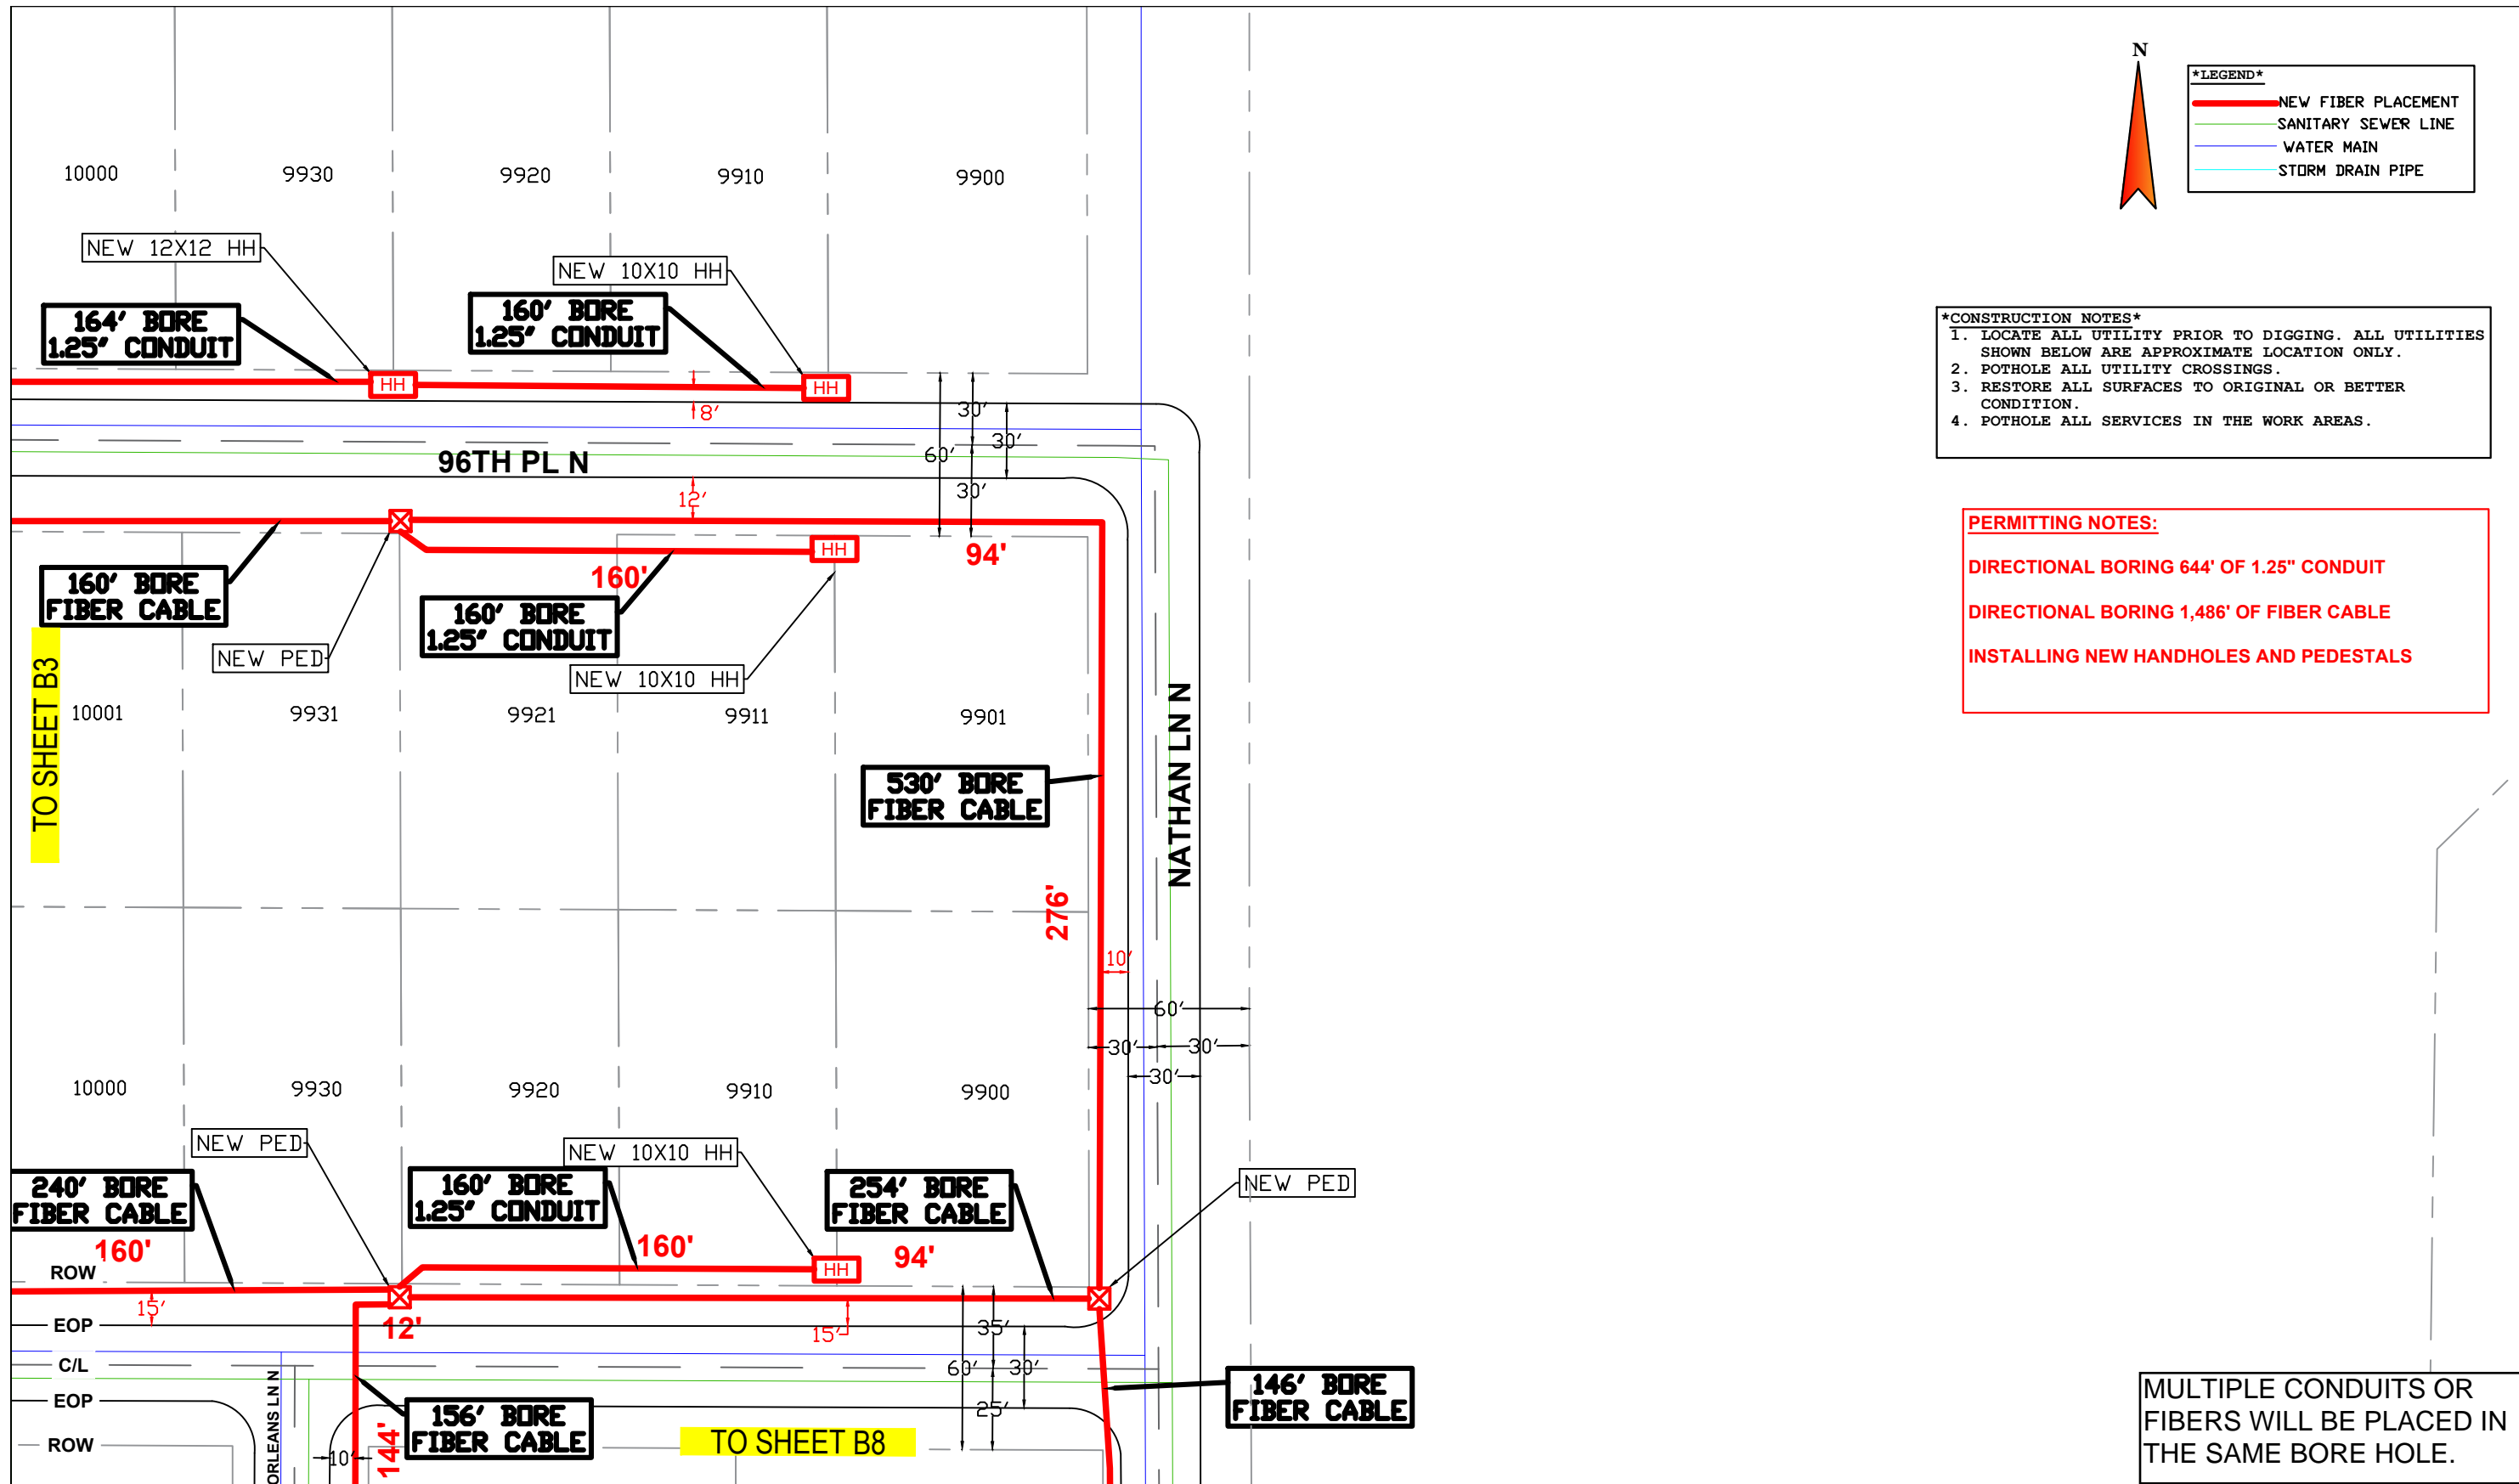 N
*LEGEND*
NEW FIBER PLACEMENT
SANITARY SEWER LINE
WATER MAIN
STORM DRAIN PIPE
10000
9930
9920
9910
9900
NEW 12X12 HH
NEW 10X10 HH
164' BORE
1.25" CONDUIT
160' BORE
1.25" CONDUIT
HH
HH
8'
30'
30'
60'
30'
96TH PL N
12'
*CONSTRUCTION NOTES*
1. LOCATE ALL UTILITY PRIOR TO DIGGING. ALL UTILITIES
SHOWN BELOW ARE APPROXIMATE LOCATION ONLY.
2. POTHOLE ALL UTILITY CROSSINGS.
3. RESTORE ALL SURFACES TO ORIGINAL OR BETTER
CONDITION.
4. POTHOLE ALL SERVICES IN THE WORK AREAS.
PERMITTING NOTES:
DIRECTIONAL BORING 644' OF 1.25" CONDUIT
DIRECTIONAL BORING 1,486' OF FIBER CABLE
INSTALLING NEW HANDHOLES AND PEDESTALS
HH
94'
160'
160' BORE
FIBER CABLE
160' BORE
1.25" CONDUIT
NEW PED
NEW 10X10 HH
TO SHEET B3
10001
9931
9921
9911
9901
NATHAN LN N
530' BORE
FIBER CABLE
276'
10'
60'
30'
30'
30'
10000
9930
9920
9910
9900
NEW PED
NEW 10X10 HH
NEW PED
240' BORE
FIBER CABLE
160' BORE
1.25" CONDUIT
254' BORE
FIBER CABLE
160'
160'
94'
HH
ROW
15'
EOP
12'
15'
35'
C/L
60'
30'
EOP
25'
ROW
ORLEANS LN N
10'
144'
156' BORE
FIBER CABLE
TO SHEET B8
146' BORE
FIBER CABLE
MULTIPLE CONDUITS OR
FIBERS WILL BE PLACED IN
THE SAME BORE HOLE.